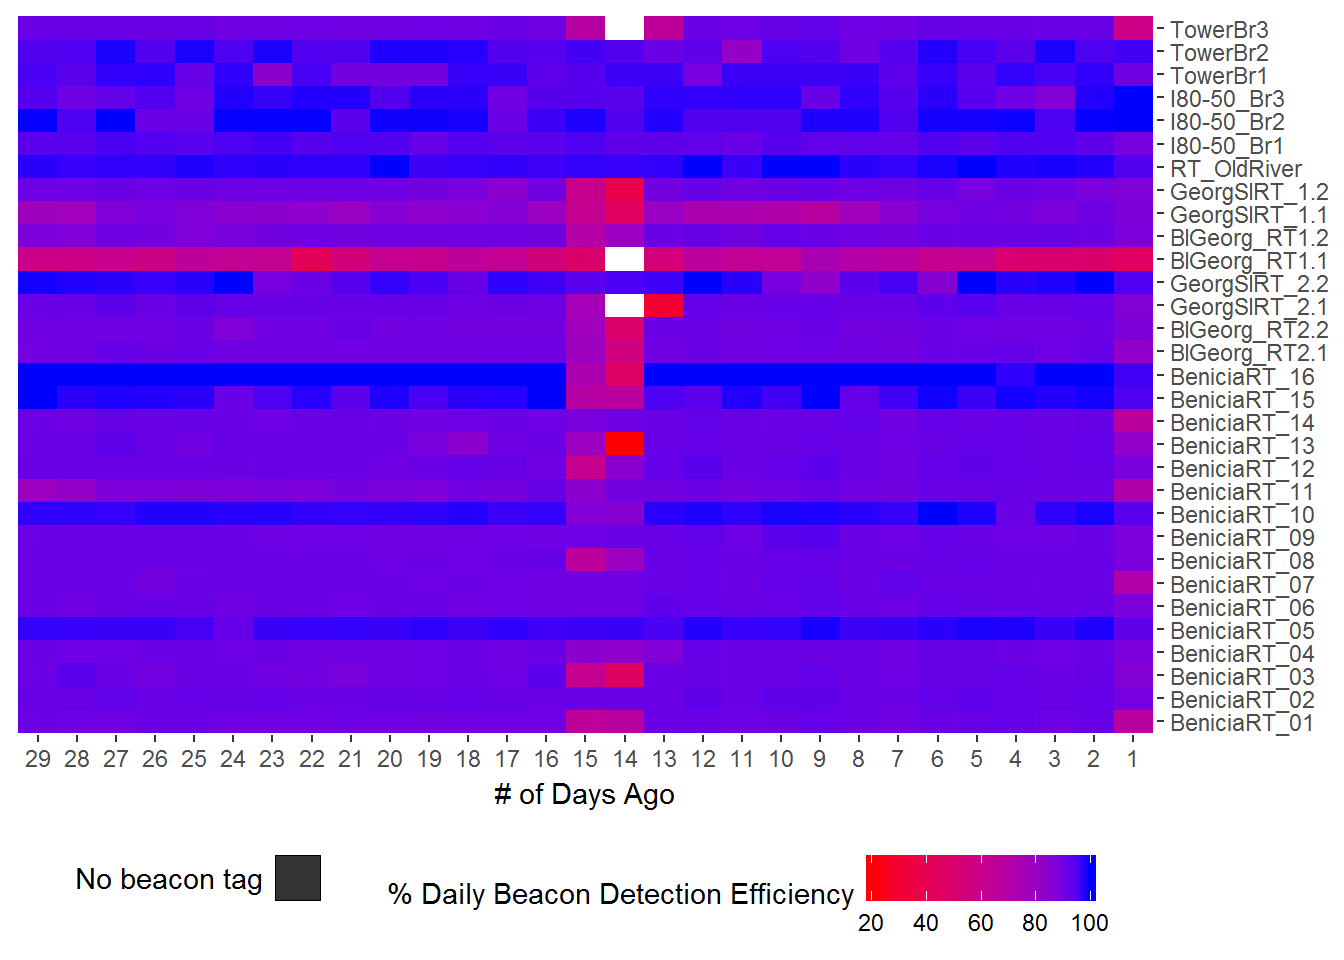 TowerBr3
TowerBr2
TowerBr1
I80-50_Br3
I80-50_Br2
I80-50_Br1
RT_OldRiver
GeorgSlRT_1.2
GeorgSlRT_1.1
BlGeorg_RT1.2
BlGeorg_RT1.1
GeorgSlRT_2.2
GeorgSlRT_2.1
BlGeorg_RT2.2
BlGeorg_RT2.1
BeniciaRT_16
BeniciaRT_15
BeniciaRT_14
BeniciaRT_13
BeniciaRT_12
BeniciaRT_11
BeniciaRT_10
BeniciaRT_09
BeniciaRT_08
BeniciaRT_07
BeniciaRT_06
BeniciaRT_05
BeniciaRT_04
BeniciaRT_03
BeniciaRT_02
BeniciaRT_01
29 28 27 26 25 24 23 22 21 20 19 18 17 16 15 14 13 12 11 10 9 8 7 6 5 4 3 2 1
# of Days Ago
No beacon tag
% Daily Beacon Detection Efficiency
20 40 60 80 100